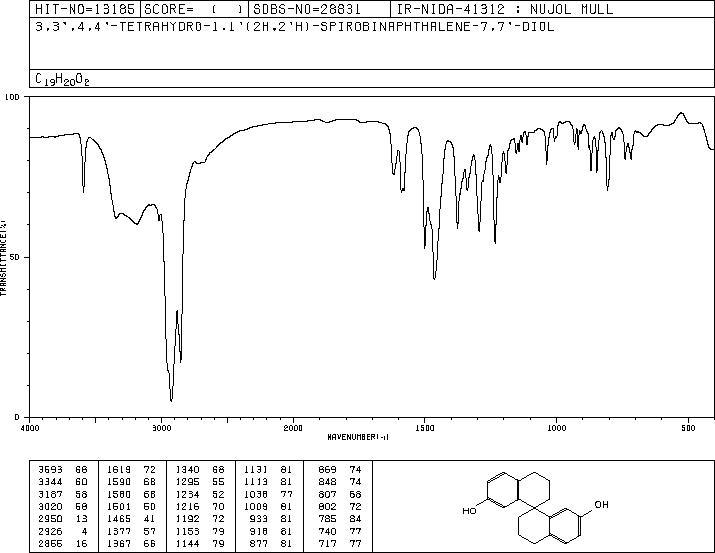 HIT-NO=13185 SCORE= ( ) SDBS-NO=28831 IR-NIDA-41312 : NUJOL MULL
3,3',4,4'-TETRAHYDRO-1,1'(2H,2'H)-SPIROBINAPHTHALENE-7,7'-DIOL
C19H20O2
100
50
0
TRANSMITTANCE(%)
4000 3000 2000 1500 1000 500
WAVENUMBER(-1)
3593 68 1619 72 1340 68 1131 81 869 74
3344 60 1590 66 1295 55 1113 81 848 74
3187 58 1580 66 1234 52 1038 77 807 68
3020 58 1501 50 1216 70 1009 81 802 72
2950 13 1465 41 1192 72 933 81 785 84
2926 4 1377 57 1153 79 918 81 740 77
2855 16 1367 66 1144 79 877 81 717 77
HO OH